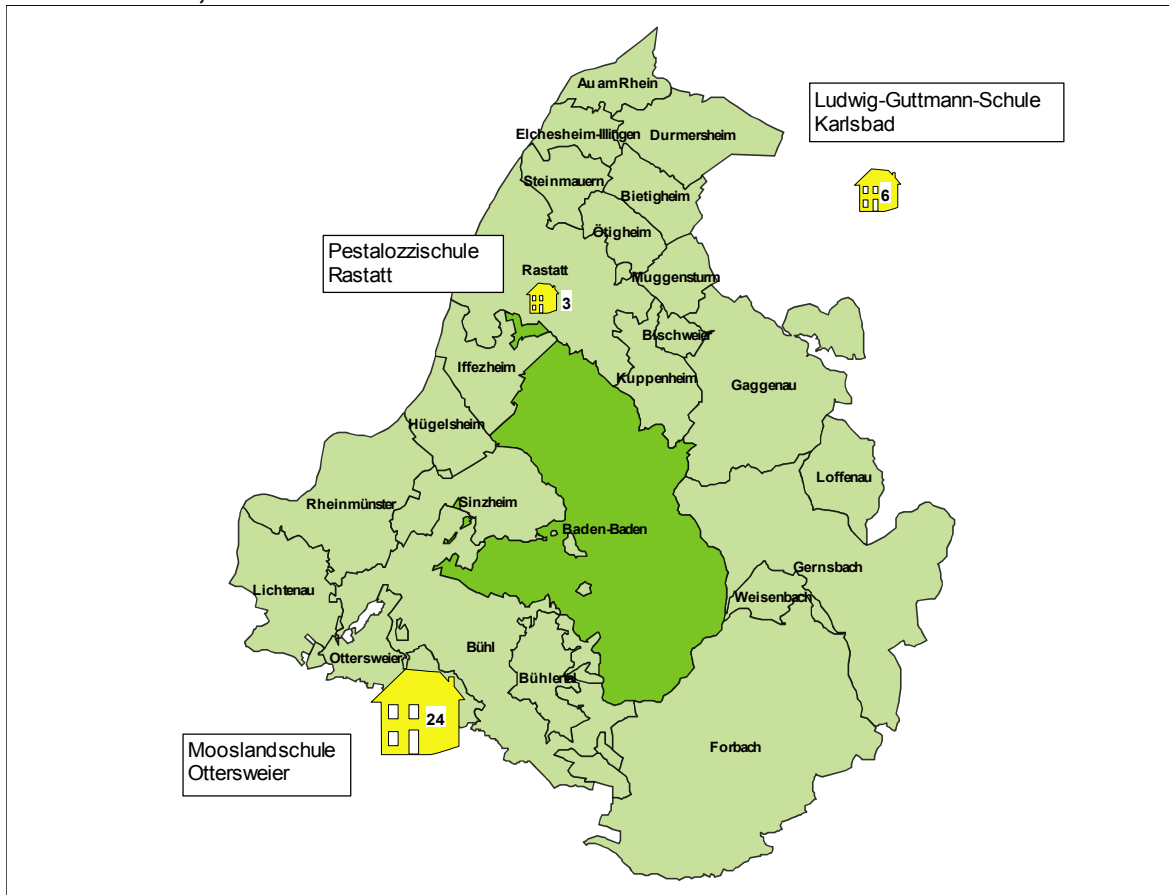 Au am Rhein
Ludwig-Guttmann-Schule
Karlsbad
Elchesheim-Illingen
Durmersheim
Steinmauern
Bietigheim
6
Ötigheim
Pestalozzischule
Rastatt
Rastatt
Muggensturm
3
Bischweier
Iffezheim
Kuppenheim
Gaggenau
Hügelsheim
Loffenau
Rheinmünster
Sinzheim
Baden-Baden
Gernsbach
Lichtenau
Weisenbach
Bühl
Ottersweier
Bühlertal
24
Mooslandschule
Ottersweier
Forbach